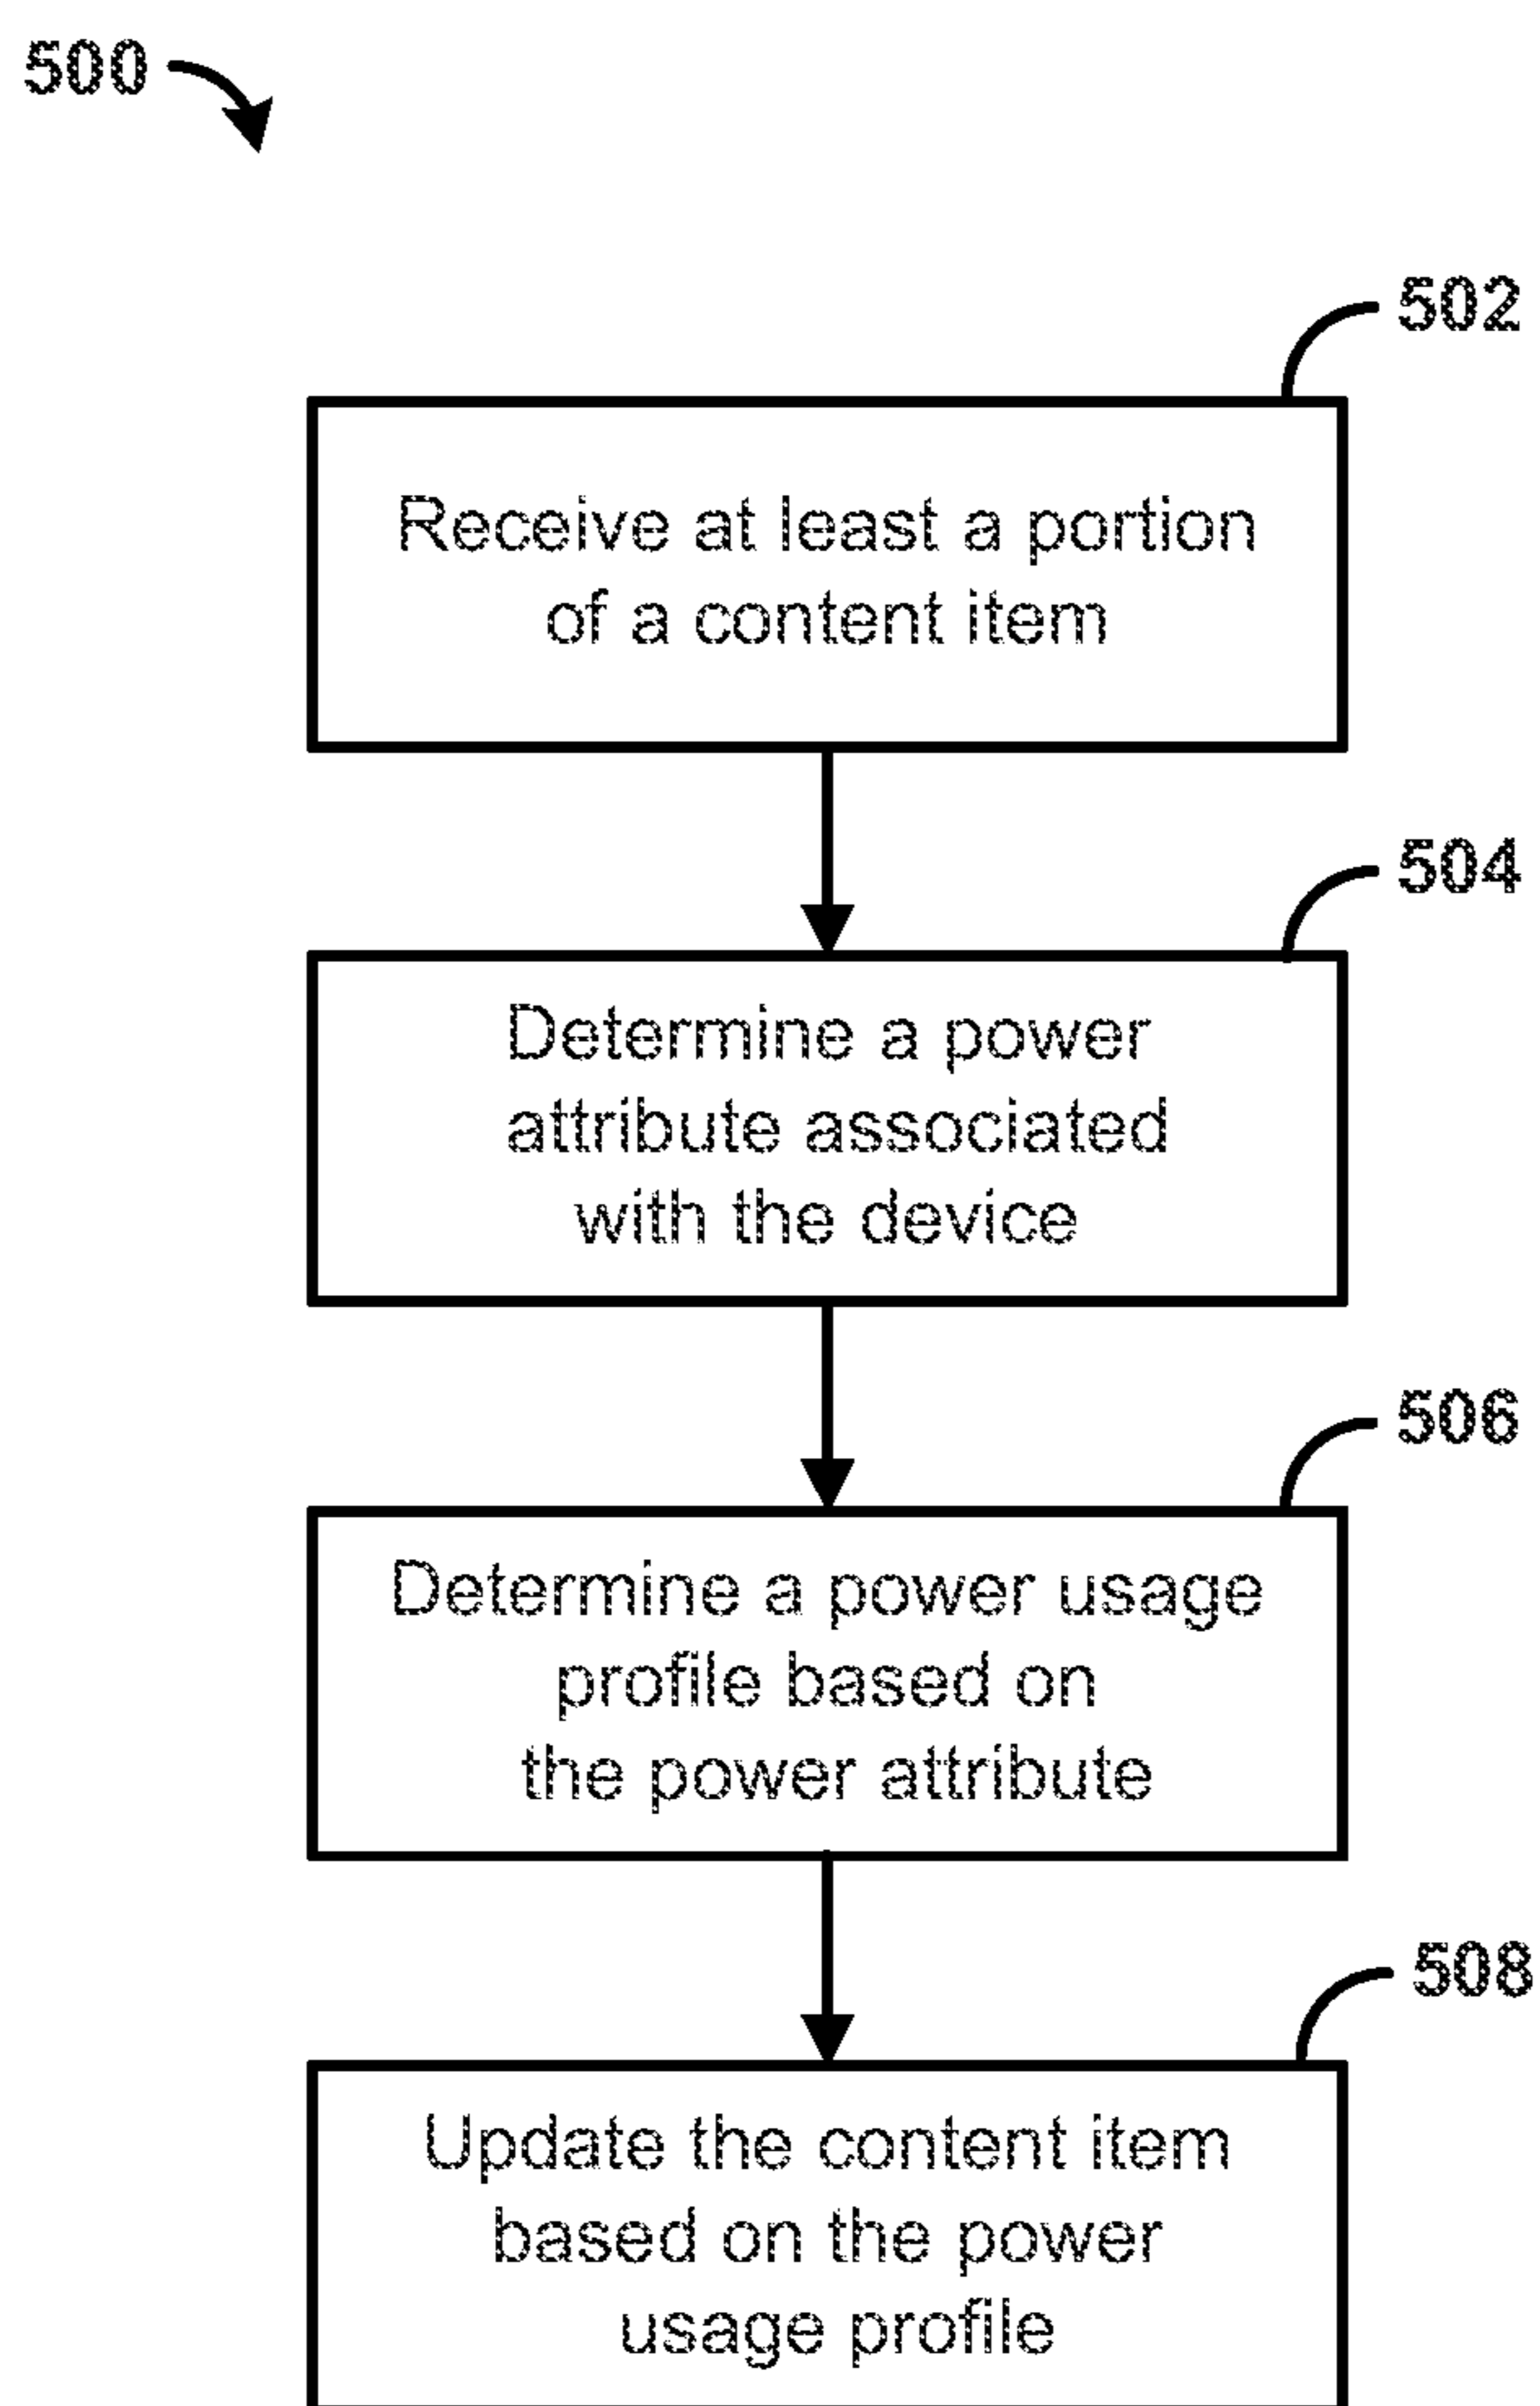 500
502
Receive at least a portion
of a content item
504
Determine a power
attribute associated
with the device
506
Determine a power usage
profile based on
the power attribute
508
Update the content item
based on the power
usage profile